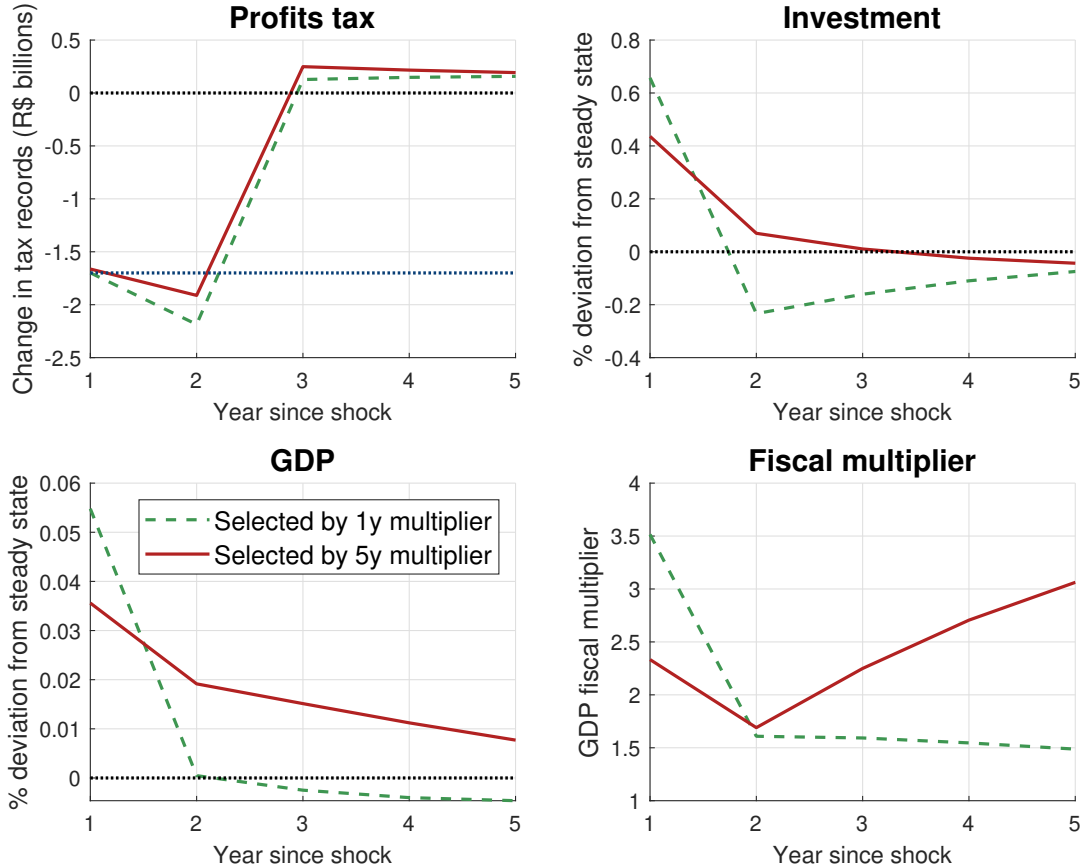 Profits tax
Change in tax records (R$ billions)
0.5
0
-0.5
-1
-1.5
-2
-2.5
1 2 3 4 5
Year since shock
Investment
% deviation from steady state
0.8
0.6
0.4
0.2
0
-0.2
-0.4
1 2 3 4 5
Year since shock
GDP
% deviation from steady state
0.06
0.05
0.04
0.03
0.02
0.01
0
1 2 3 4 5
Year since shock
Selected by 1y multiplier
Selected by 5y multiplier
Fiscal multiplier
GDP fiscal multiplier
4
3.5
3
2.5
2
1.5
1
1 2 3 4 5
Year since shock